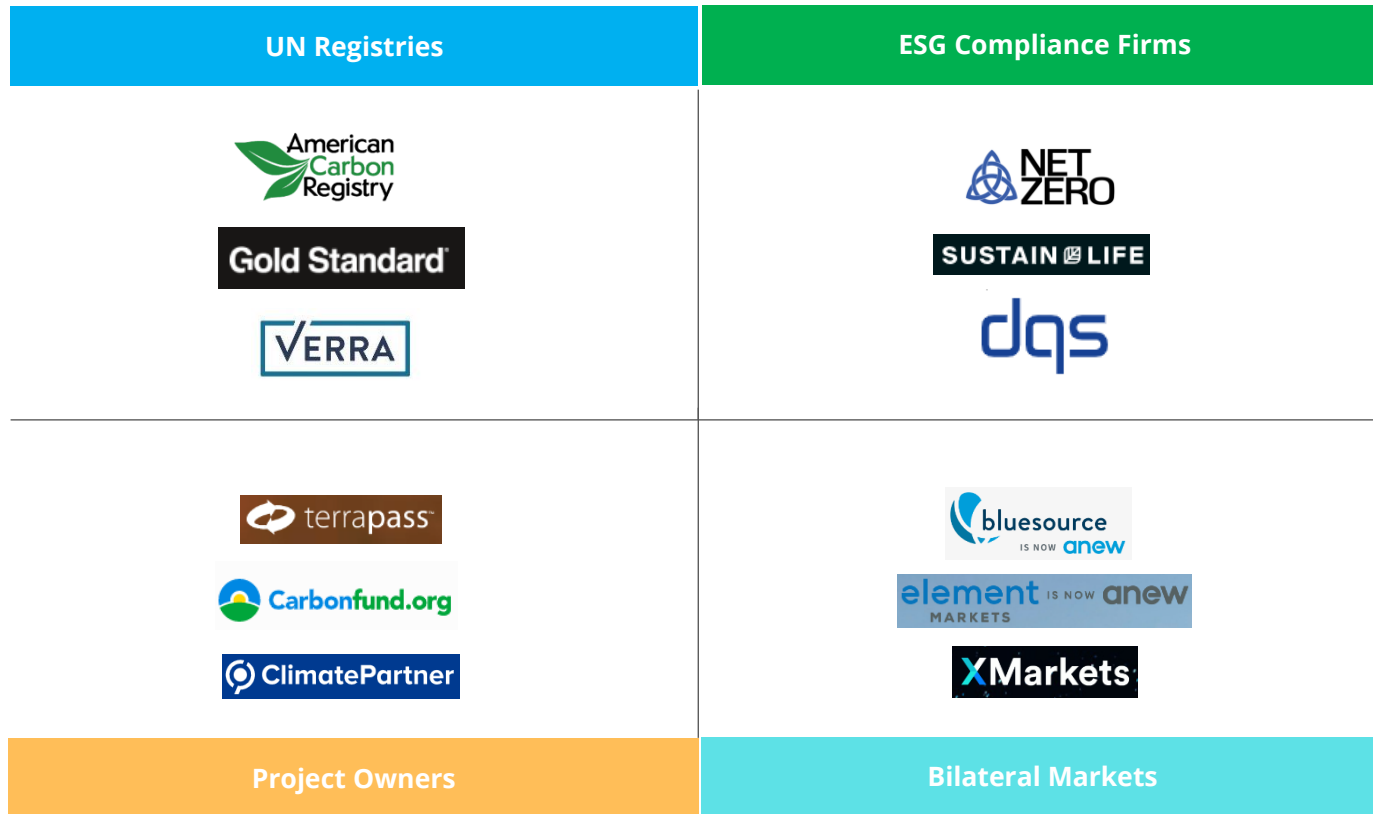 UN Registries
ESG Compliance Firms
American
Carbon
Registry
Gold Standard®
VERRA
NET
ZERO
SUSTAIN LIFE
dqs
terrapass™
Carbonfund.org
ClimatePartner
bluesource
IS NOW anew
element IS NOW anew
MARKETS
XMarkets
Project Owners
Bilateral Markets